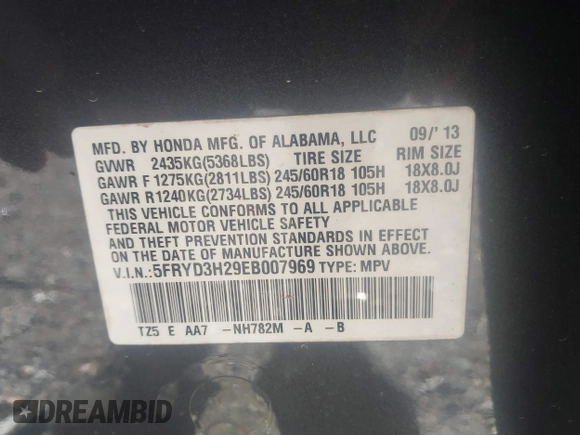 MFD. BY HONDA MFG. OF ALABAMA, LLC 09/' 13
GVWR 2435KG(5368LBS) TIRE SIZE RIM SIZE
GAWR F 1275KG(2811LBS) 245/60R18 105H 18X8.0J
GAWR R1240KG(2734LBS) 245/60R18 105H 18X8.0J
THIS VEHICLE CONFORMS TO ALL APPLICABLE
FEDERAL MOTOR VEHICLE SAFETY
AND THEFT PREVENTION STANDARDS IN EFFECT
ON THE DATE OF MANUFACTURE SHOWN ABOVE.
V.I.N.: 5FRYD3H29EB007969 TYPE: MPV
TZ5 E AA7 -NH782M -A -B
DREAMBID